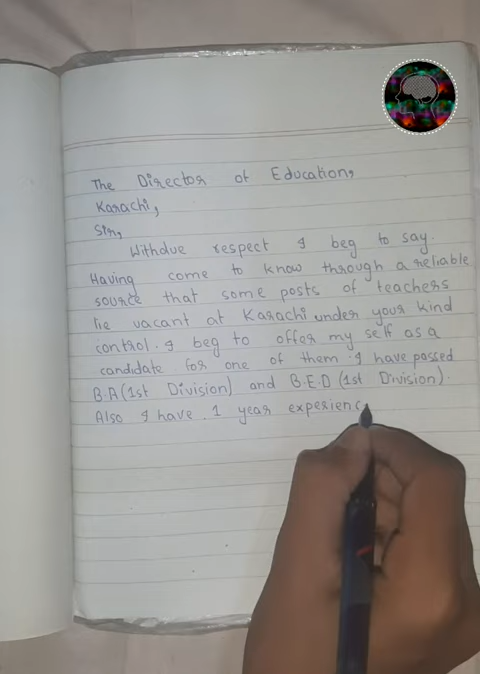 The Director of Education,
Karachi,
Sir,
Withdue respect I beg to say.
Having come to know through a reliable
source that some posts of teachers
lie vacant at Karachi under your kind
control. I beg to offer my self as a
candidate for one of them. I have passed
B.A (1st Division) and B.E.D (1st Division).
Also I have 1 year experienc